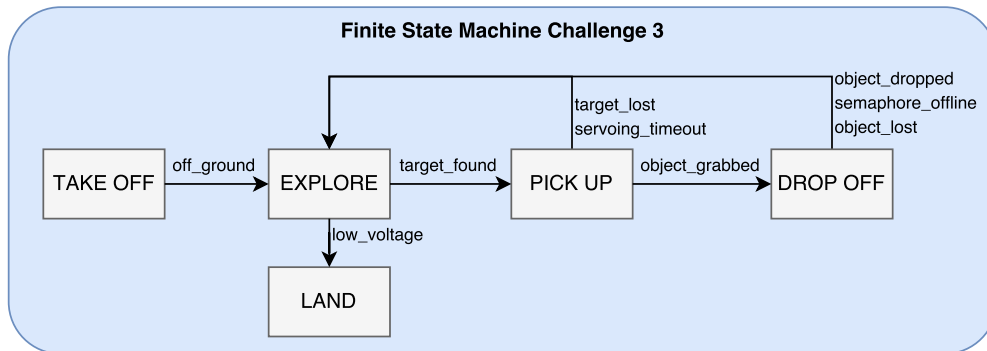 Finite State Machine Challenge 3
object_dropped
semaphore_offline
object_lost
target_lost
servoing_timeout
TAKE OFF
off_ground
EXPLORE
target_found
PICK UP
object_grabbed
DROP OFF
low_voltage
LAND